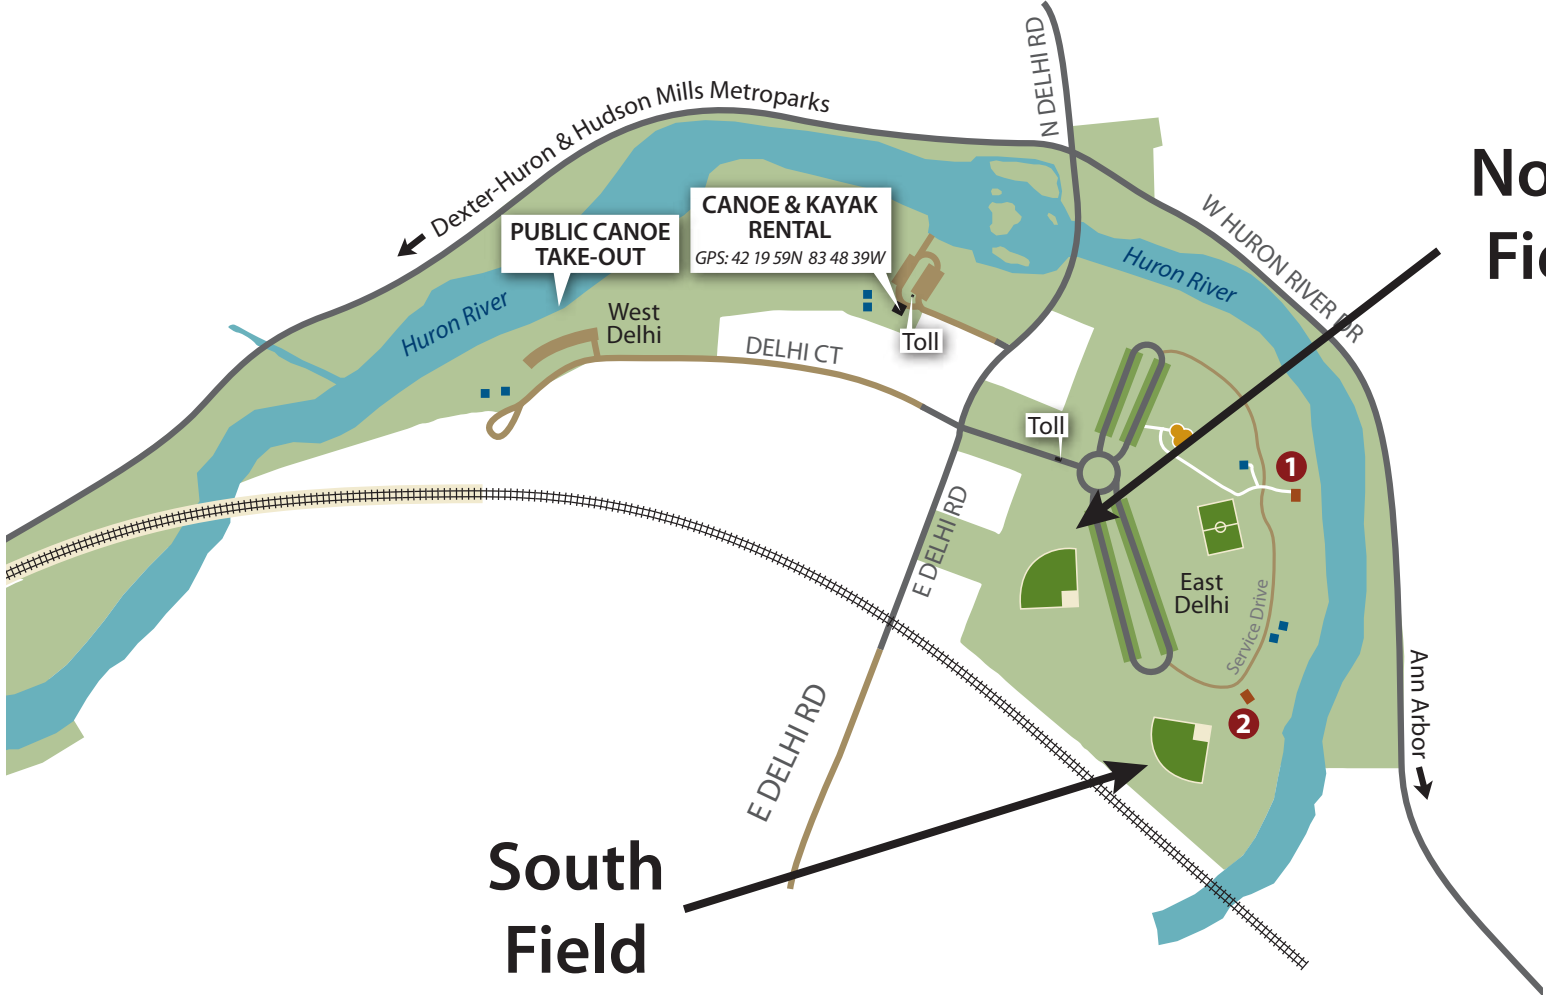 N DELHI RD
Dexter-Huron & Hudson Mills Metroparks
No
Fie
W HURON RIVER DR
CANOE & KAYAK
RENTAL
GPS: 42 19 59N 83 48 39W
PUBLIC CANOE
TAKE-OUT
Huron River
Huron River
West
Delhi
Toll
DELHI CT
Toll
1
E DELHI RD
East
Delhi
Service Drive
Ann Arbor
E DELHI RD
2
South
Field